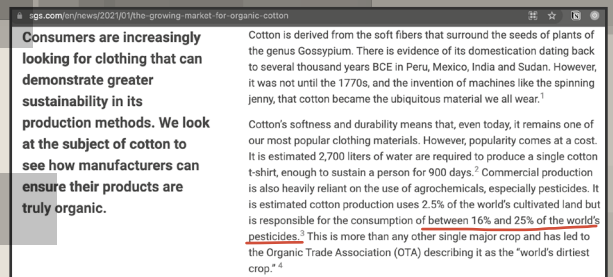 sgs.com/en/news/2021/01/the-growing-market-for-organic-cotton
Consumers are increasingly
looking for clothing that can
demonstrate greater
sustainability in its
production methods. We look
at the subject of cotton to
see how manufacturers can
ensure their products are
truly organic.
Cotton is derived from the soft fibers that surround the seeds of plants of
the genus Gossypium. There is evidence of its domestication dating back
to several thousand years BCE in Peru, Mexico, India and Sudan. However,
it was not until the 1770s, and the invention of machines like the spinning
jenny, that cotton became the ubiquitous material we all wear.1
Cotton's softness and durability means that, even today, it remains one of
our most popular clothing materials. However, popularity comes at a cost.
It is estimated 2,700 liters of water are required to produce a single cotton
t-shirt, enough to sustain a person for 900 days.2 Commercial production
is also heavily reliant on the use of agrochemicals, especially pesticides. It
is estimated cotton production uses 2.5% of the world's cultivated land but
is responsible for the consumption of between 16% and 25% of the world's
pesticides.3 This is more than any other single major crop and has led to
the Organic Trade Association (OTA) describing it as the "world's dirtiest
crop." 4